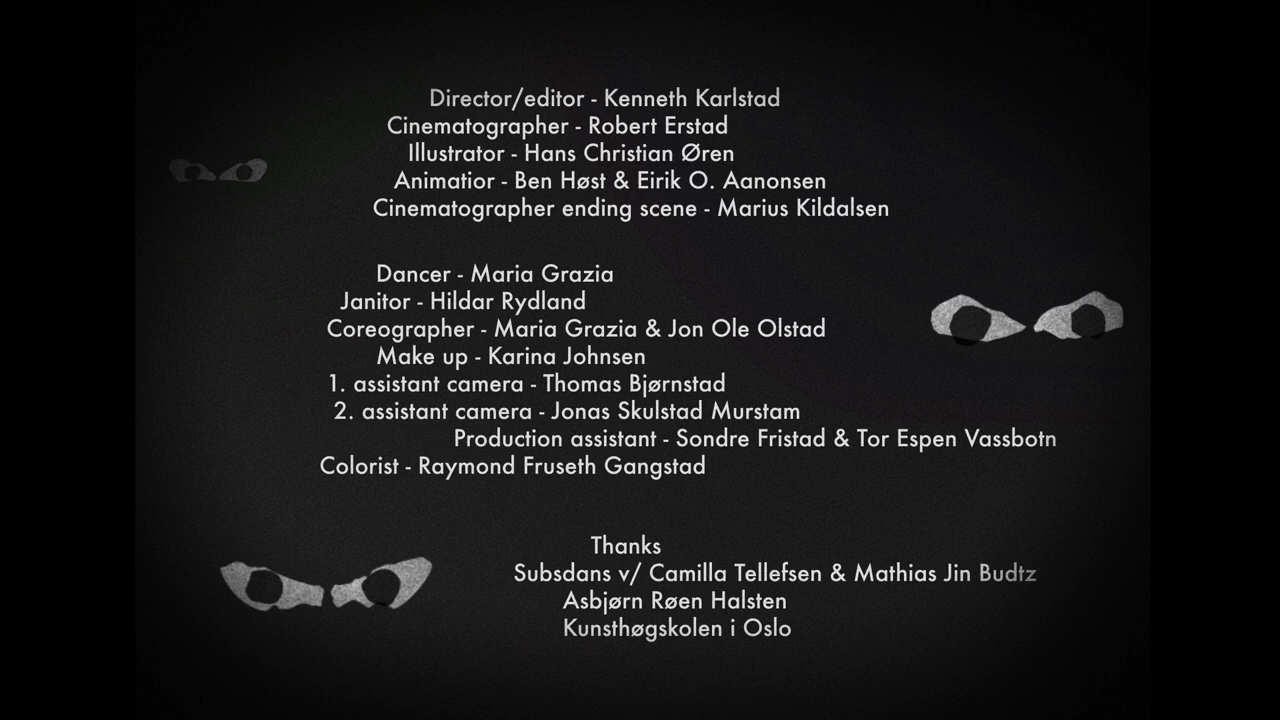 Director/editor - Kenneth Karlstad
Cinematographer - Robert Erstad
Illustrator - Hans Christian Øren
Animatior - Ben Høst & Eirik O. Aanonsen
Cinematographer ending scene - Marius Kildalsen
Dancer - Maria Grazia
Janitor - Hildar Rydland
Coreographer - Maria Grazia & Jon Ole Olstad
Make up - Karina Johnsen
1. assistant camera - Thomas Bjørnstad
2. assistant camera - Jonas Skulstad Murstam
Production assistant - Sondre Fristad & Tor Espen Vassbotn
Colorist - Raymond Fruseth Gangstad
Thanks
Subsdans v/ Camilla Tellefsen & Mathias Jin Budtz
Asbjørn Røen Halsten
Kunsthøgskolen i Oslo